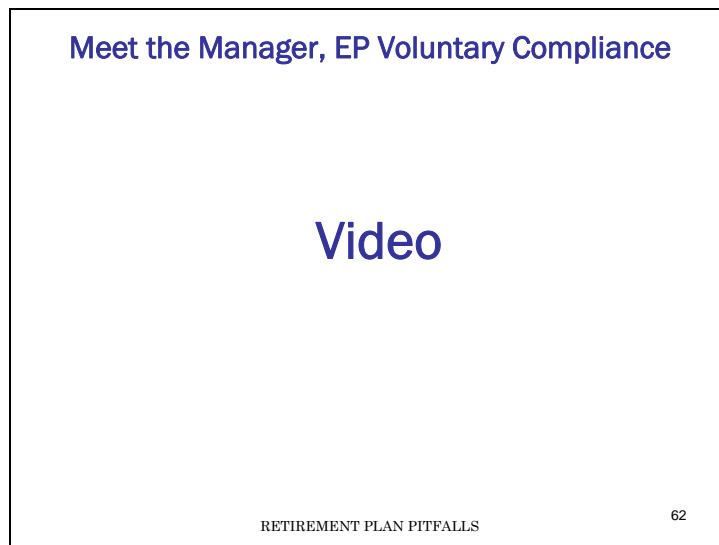 Meet the Manager, EP Voluntary Compliance
Video
RETIREMENT PLAN PITFALLS
62